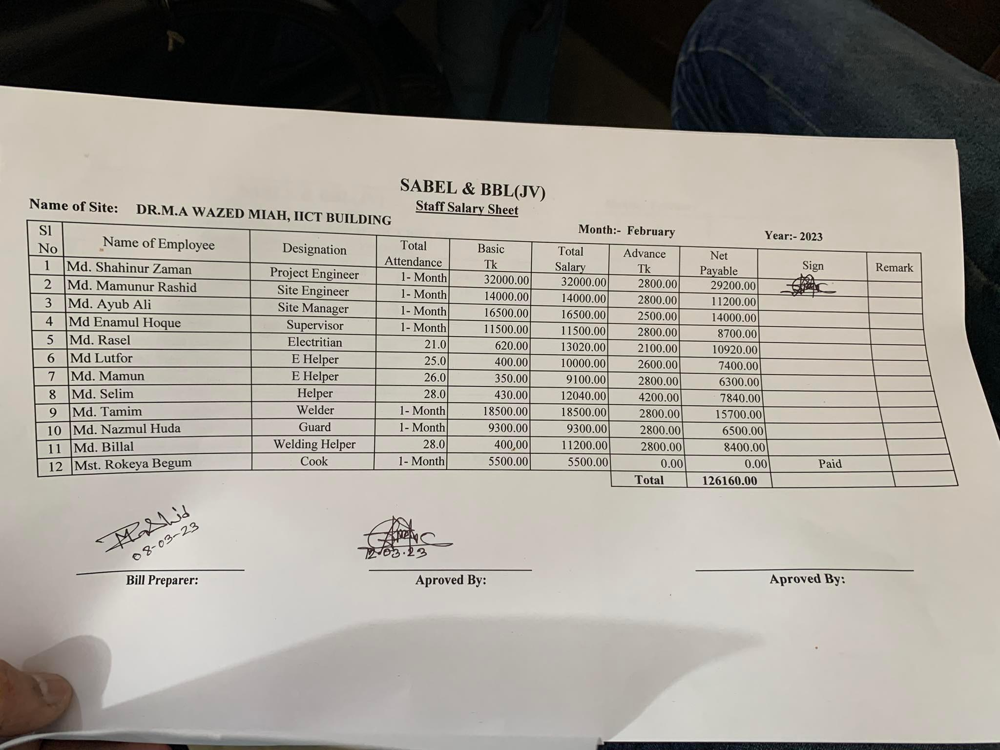 SABEL & BBL(JV)
Staff Salary Sheet
Name of Site: DR.M.A WAZED MIAH, IICT BUILDING Month:- February Year:- 2023
Sl No Name of Employee Designation Total Attendance Basic Tk Total Salary Advance Tk Net Payable Sign Remark
1 Md. Shahinur Zaman Project Engineer 1- Month 32000.00 32000.00 2800.00 29200.00
2 Md. Mamunur Rashid Site Engineer 1- Month 14000.00 14000.00 2800.00 11200.00
3 Md. Ayub Ali Site Manager 1- Month 16500.00 16500.00 2500.00 14000.00
4 Md Enamul Hoque Supervisor 1- Month 11500.00 11500.00 2800.00 8700.00
5 Md. Rasel Electritian 21.0 620.00 13020.00 2100.00 10920.00
6 Md Lutfor E Helper 25.0 400.00 10000.00 2600.00 7400.00
7 Md. Mamun E Helper 26.0 350.00 9100.00 2800.00 6300.00
8 Md. Selim Helper 28.0 430.00 12040.00 4200.00 7840.00
9 Md. Tamim Welder 1- Month 18500.00 18500.00 2800.00 15700.00
10 Md. Nazmul Huda Guard 1- Month 9300.00 9300.00 2800.00 6500.00
11 Md. Billal Welding Helper 28.0 400.00 11200.00 2800.00 8400.00
12 Mst. Rokeya Begum Cook 1- Month 5500.00 5500.00 0.00 0.00 Paid
Total 126160.00
Rashid
08-03-23 12.03.23
Bill Preparer: Aproved By: Aproved By: